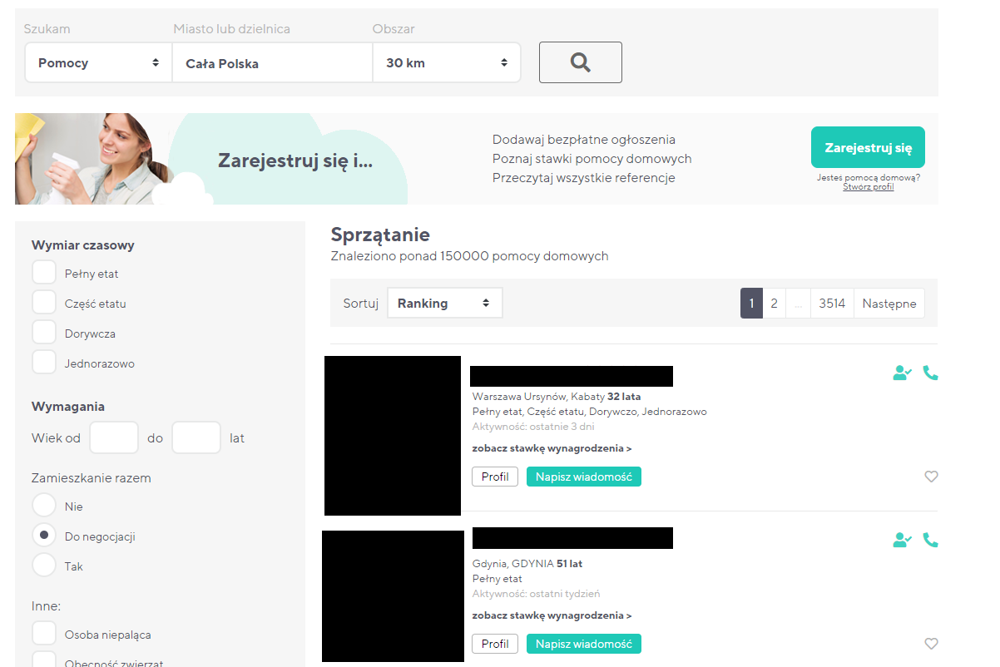 Szukam Miasto lub dzielnica Obszar
Pomocy Cała Polska 30 km
Zarejestruj się i...
Dodawaj bezpłatne ogłoszenia
Poznaj stawki pomocy domowych
Przeczytaj wszystkie referencje
Zarejestruj się
Jesteś pomocą domową?
Stwórz profil
Wymiar czasowy
Pełny etat
Część etatu
Dorywcza
Jednorazowo
Wymagania
Wiek od do lat
Zamieszkanie razem
Nie
Do negocjacji
Tak
Inne:
Osoba niepaląca
Obecność zwierząt
Sprzątanie
Znaleziono ponad 150000 pomocy domowych
Sortuj Ranking 1 2 ... 3514 Następne
Warszawa Ursynów, Kabaty 32 lata
Pełny etat, Część etatu, Dorywczo, Jednorazowo
Aktywność: ostatnie 3 dni
zobacz stawkę wynagrodzenia >
Profil Napisz wiadomość
Gdynia, GDYNIA 51 lat
Pełny etat
Aktywność: ostatni tydzień
zobacz stawkę wynagrodzenia >
Profil Napisz wiadomość